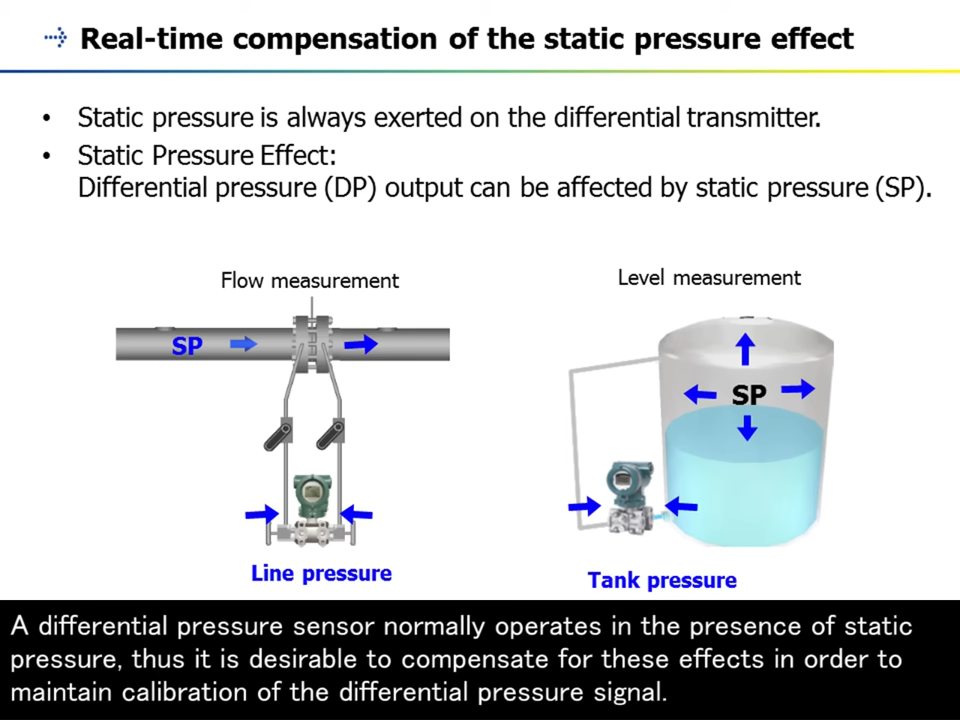 Real-time compensation of the static pressure effect
• Static pressure is always exerted on the differential transmitter.
• Static Pressure Effect:
Differential pressure (DP) output can be affected by static pressure (SP).
Flow measurement
Level measurement
SP
SP
Line pressure
Tank pressure
A differential pressure sensor normally operates in the presence of static
pressure, thus it is desirable to compensate for these effects in order to
maintain calibration of the differential pressure signal.